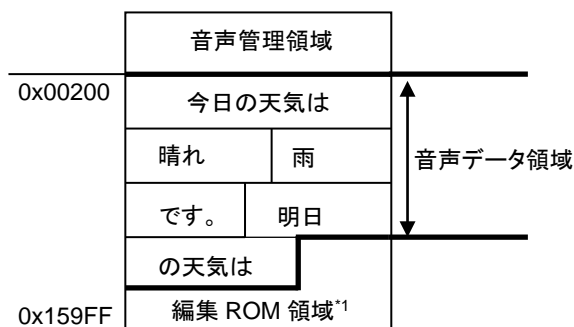 音声管理領域
0x00200
今日の天気は
晴れ
雨
音声データ領域
です。
明日
の天気は
0x159FF
編集 ROM 領域*1